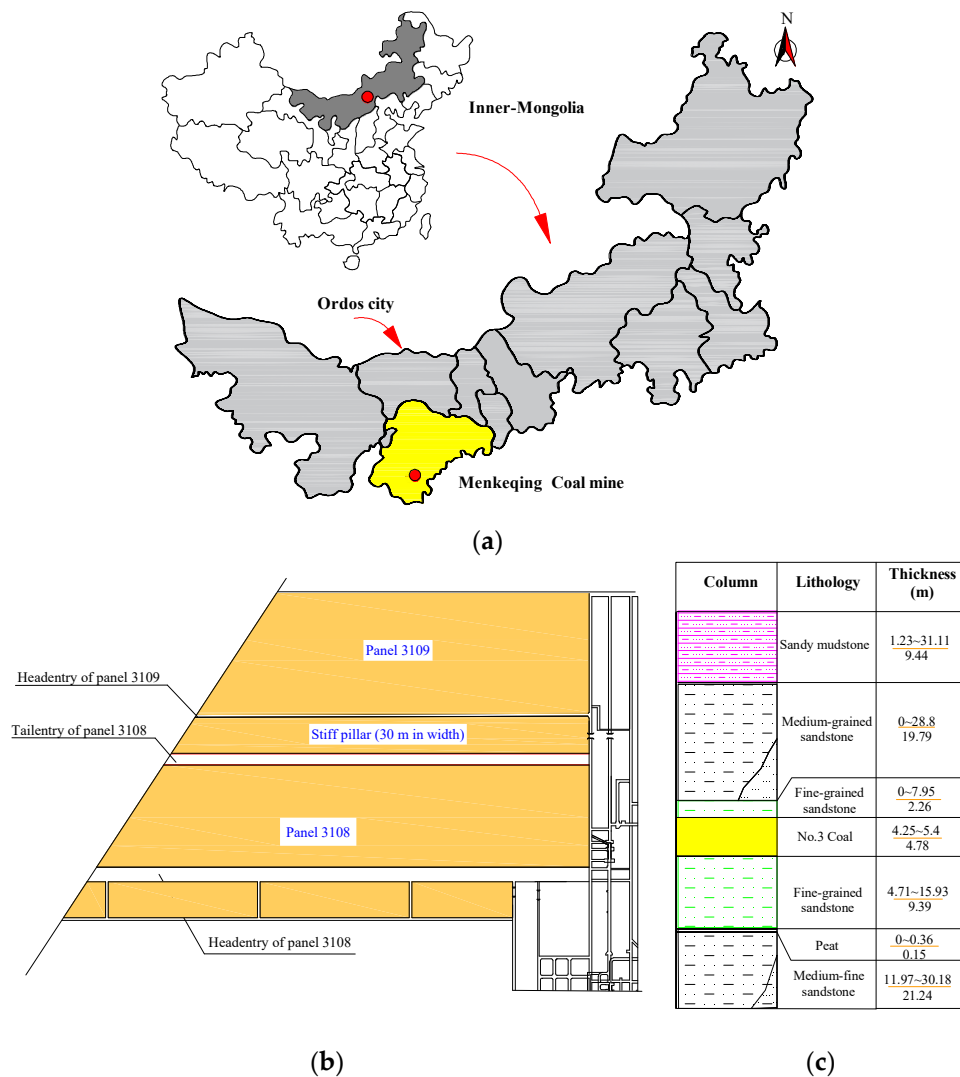 N
Inner-Mongolia
Ordos city
Menkeqing Coal mine
(a)
Panel 3109
Headentry of panel 3109
Stiff pillar (30 m in width)
Tailentry of panel 3108
Panel 3108
Headentry of panel 3108
(b)
Column Lithology Thickness
(m)
Sandy mudstone 1.23~31.11
9.44
Medium-grained
sandstone
0~28.8
19.79
Fine-grained
sandstone
0~7.95
2.26
No.3 Coal 4.25~5.4
4.78
Fine-grained
sandstone
4.71~15.93
9.39
Peat 0~0.36
0.15
Medium-fine
sandstone
11.97~30.18
21.24
(c)